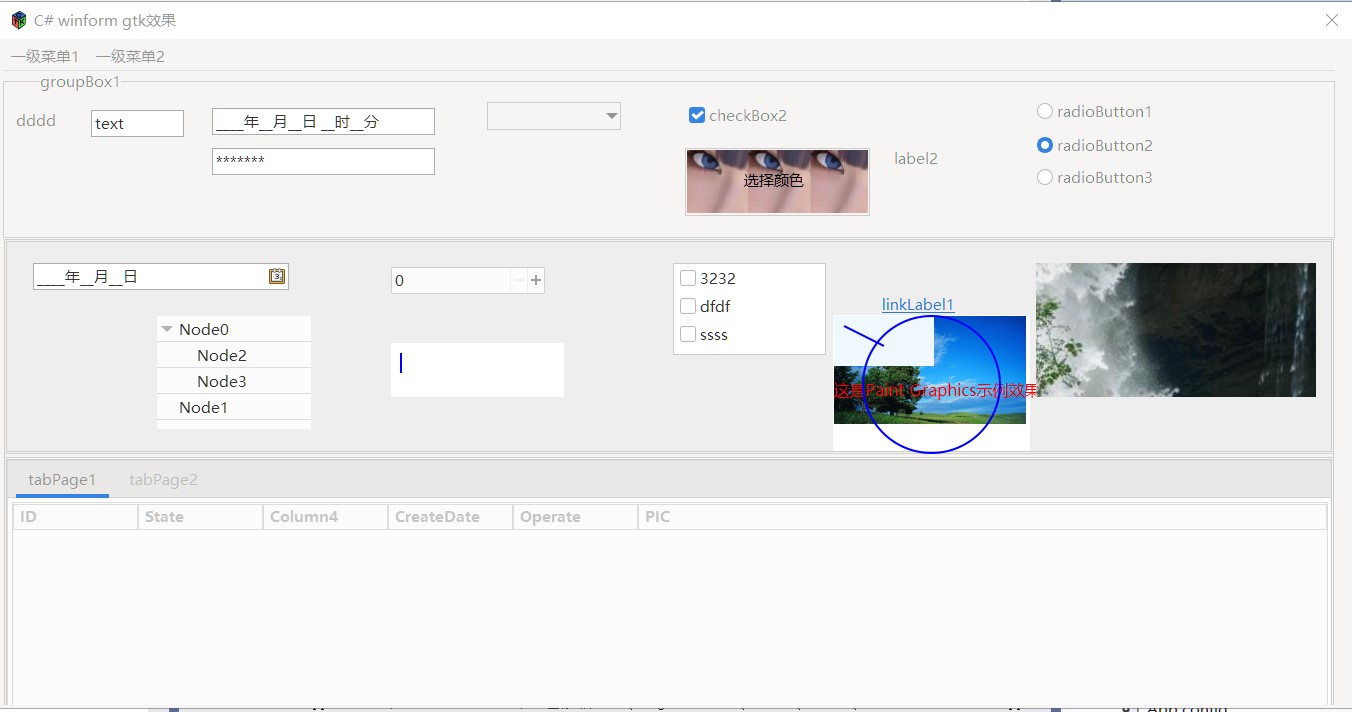 C# winform gtk效果
一级菜单1 一级菜单2
groupBox1
dddd
text
____年__月__日 __时__分
*******
checkBox2
选择颜色
label2
radioButton1
radioButton2
radioButton3
____年__月__日
3
Node0
Node2
Node3
Node1
0
3232
dfdf
ssss
linkLabel1
这是Paint Graphics示例效果
tabPage1 tabPage2
ID State Column4 CreateDate Operate PIC